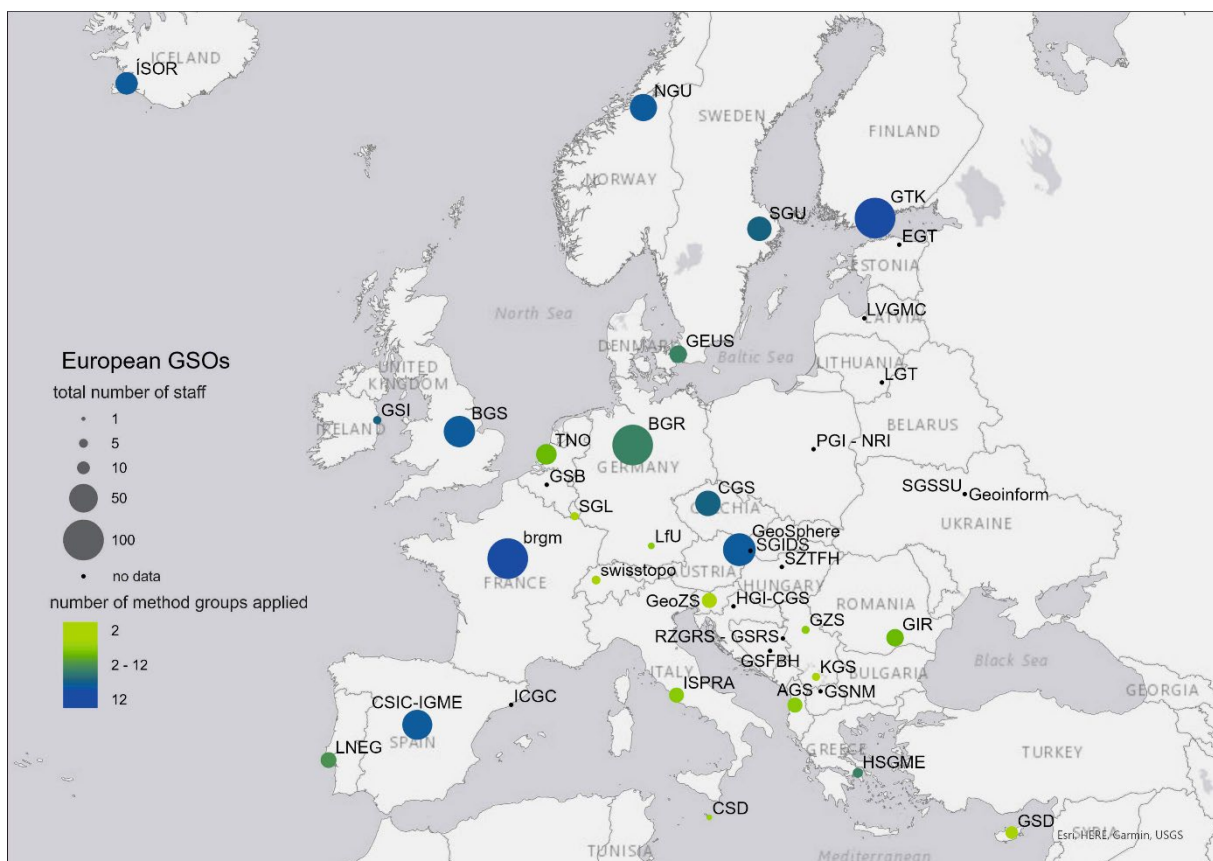 ICELAND
ÍSOR
NGU
SWEDEN
FINLAND
NORWAY
SGU
GTK
EGT
ESTONIA
North Sea
LVGMC
LATVIA
GEUS
DENMARK
Baltic Sea
LITHUANIA
LGT
European GSOs
total number of staff
1
5
10
50
100
no data
number of method groups applied
2
2 - 12
12
UNITED
KINGDOM
GSI
IRELAND
BGS
TNO
BGR
GERMANY
GSB
SGL
BELARUS
PGI - NRI
CGS
CZECHIA
SGSSU
Geoinform
UKRAINE
brgm
FRANCE
LfU
GeoSphere
SGIDS
AUSTRIA
SZTFH
HUNGARY
swisstopo
GeoZS
HGI-CGS
ROMANIA
GZS
GIR
RZGRS - GSRS
GSFBH
ITALY
KGS
BULGARIA
Black Sea
GEORGIA
ISPRA
AGS
GSNM
CSIC-IGME
ICGC
SPAIN
LNEG
GREECE
TURKEY
HSGME
CSD
GSD
SYRIA
Esri, HERE, Garmin, USGS
TUNISIA
Mediterranean